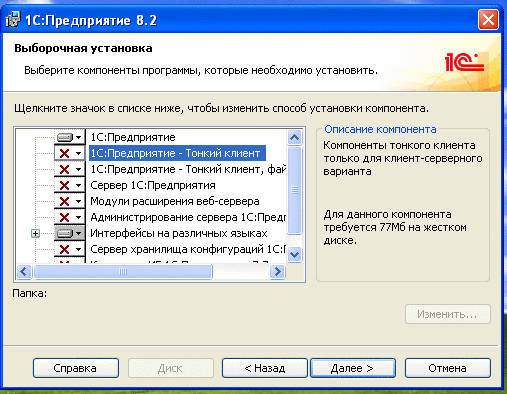 1С:Предприятие 8.2
Выборочная установка
Выберите компоненты программы, которые необходимо установить.
1С
Щелкните значок в списке ниже, чтобы изменить способ установки компонента.
1С:Предприятие
1С:Предприятие - Тонкий клиент
1С:Предприятие - Тонкий клиент, фай
Сервер 1С:Предприятия
Модули расширения веб-сервера
Администрирование сервера 1С:Пред
Интерфейсы на различных языках
Сервер хранилища конфигураций 1С:П
Описание компонента
Компоненты тонкого клиента
только для клиент-серверного
варианта
Для данного компонента
требуется 77Мб на жестком
диске.
Папка:
Изменить...
Справка
Диск
< Назад
Далее >
Отмена